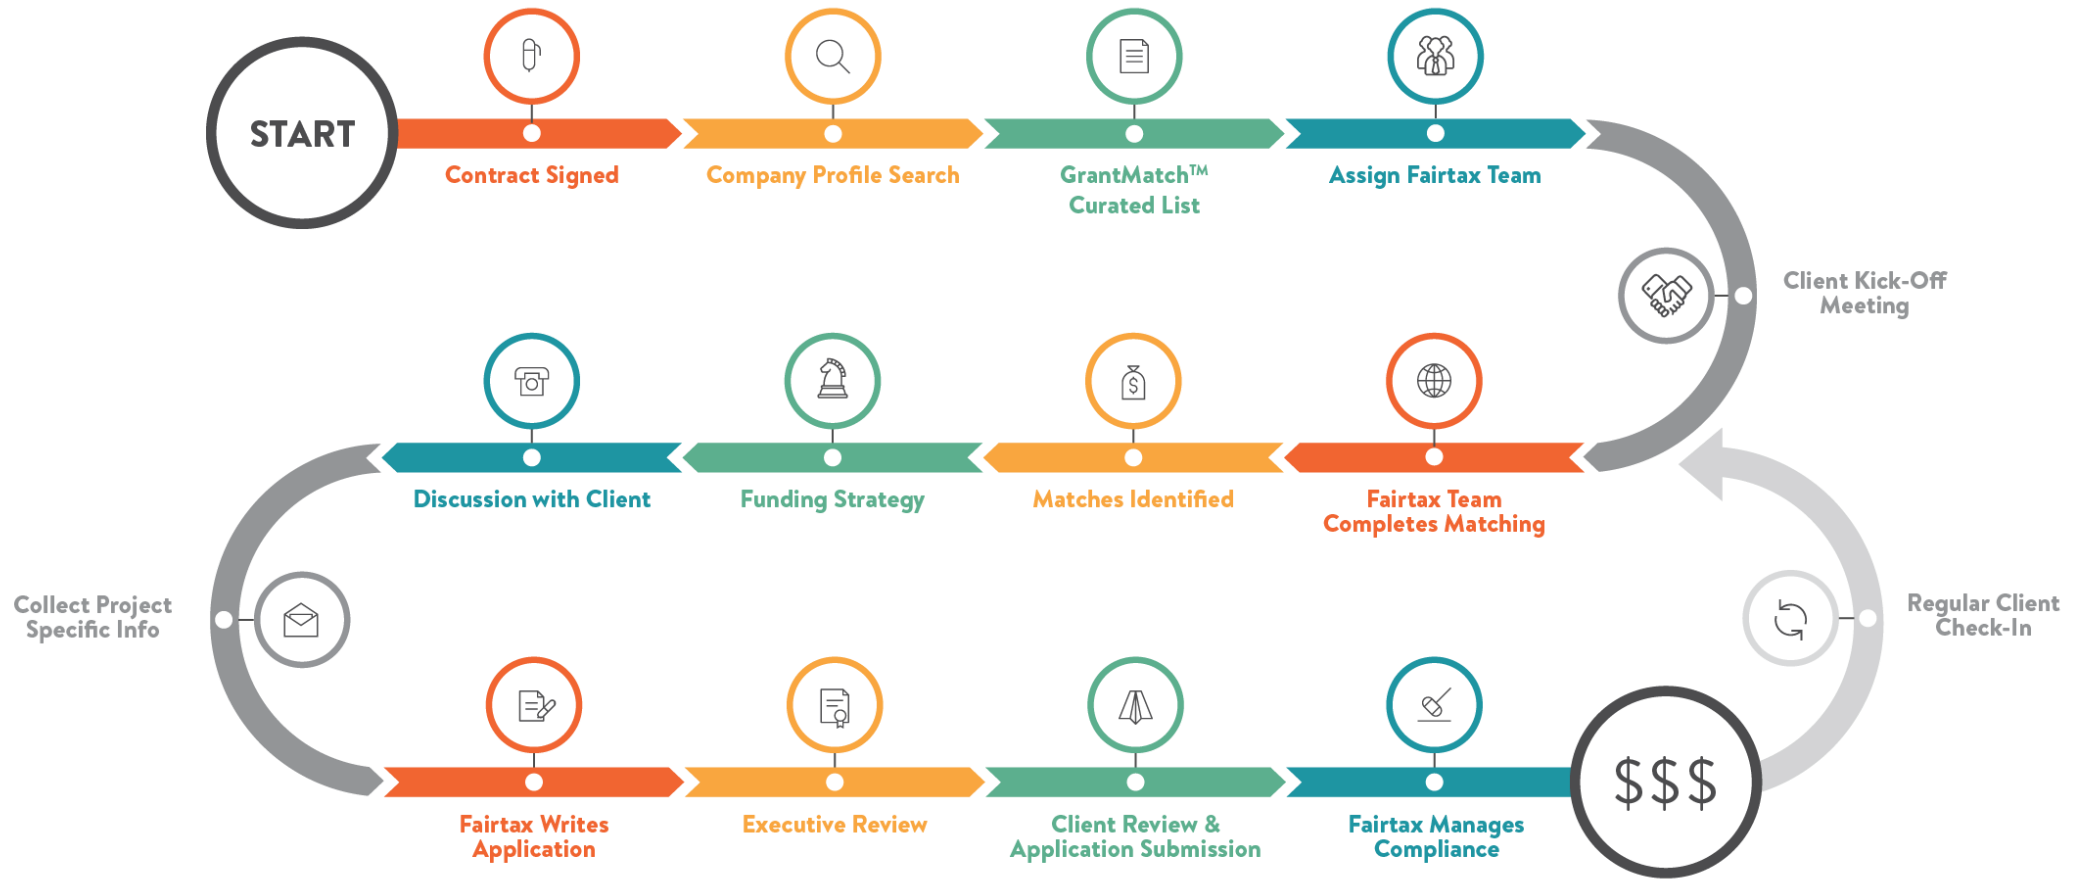 START
Contract Signed
Company Profile Search
GrantMatch™
Curated List
Assign Fairtax Team
Client Kick-Off
Meeting
Fairtax Team
Completes Matching
Matches Identified
$
Funding Strategy
Discussion with Client
Collect Project
Specific Info
Fairtax Writes
Application
Executive Review
Client Review &
Application Submission
Fairtax Manages
Compliance
$$$
Regular Client
Check-In